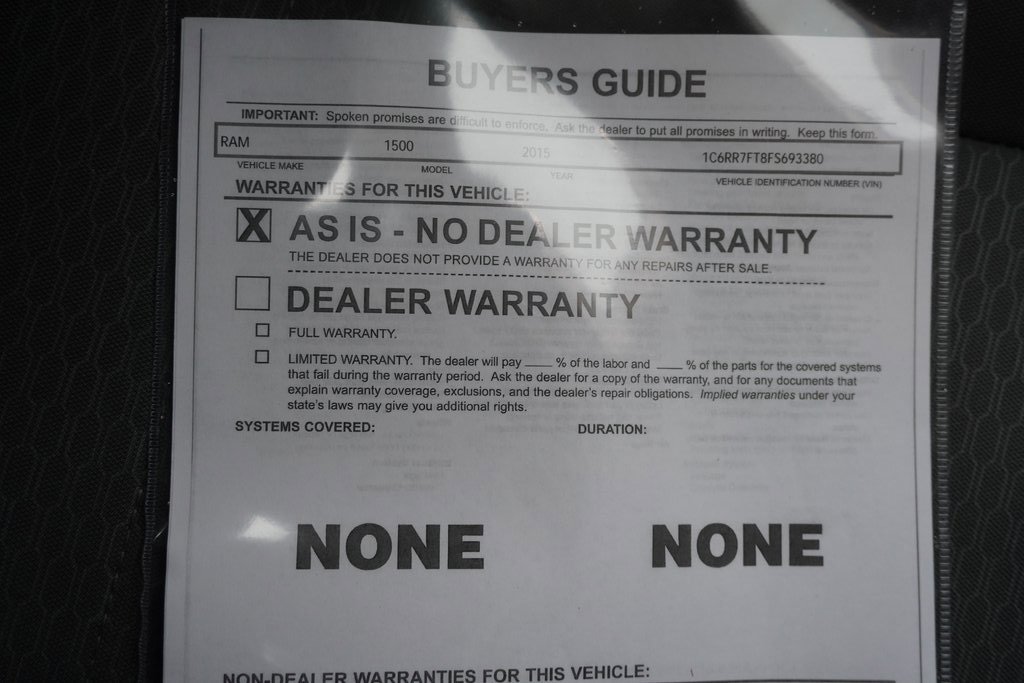 BUYERS GUIDE
IMPORTANT: Spoken promises are difficult to enforce. Ask the dealer to put all promises in writing. Keep this form.
RAM 1500 2015 1C6RR7FT8FS693380
VEHICLE MAKE MODEL YEAR VEHICLE IDENTIFICATION NUMBER (VIN)
WARRANTIES FOR THIS VEHICLE:
X AS IS - NO DEALER WARRANTY
THE DEALER DOES NOT PROVIDE A WARRANTY FOR ANY REPAIRS AFTER SALE.
DEALER WARRANTY
FULL WARRANTY.
LIMITED WARRANTY. The dealer will pay ____ % of the labor and ____ % of the parts for the covered systems
that fail during the warranty period. Ask the dealer for a copy of the warranty, and for any documents that
explain warranty coverage, exclusions, and the dealer's repair obligations. Implied warranties under your
state's laws may give you additional rights.
SYSTEMS COVERED: DURATION:
NONE NONE
NON-DEALER WARRANTIES FOR THIS VEHICLE: